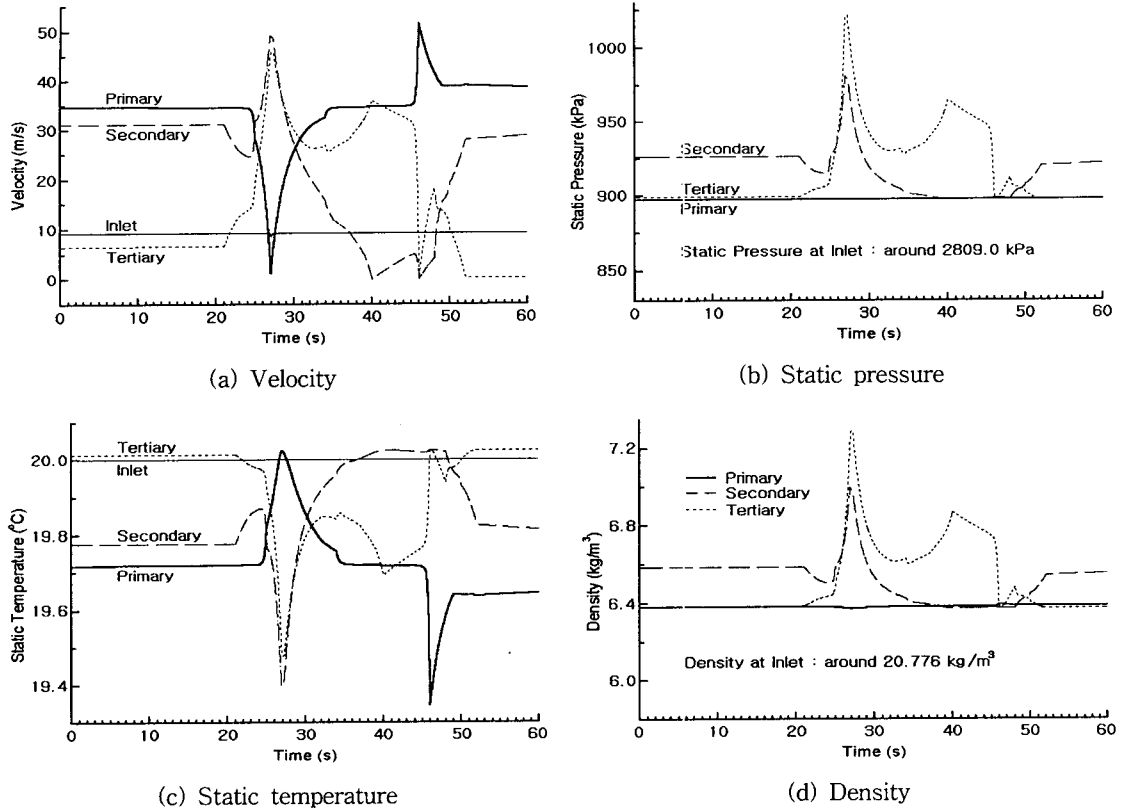 50
40
30
20
10
0
Velocity (m/s)
Primary
Secondary
Inlet
Tertiary
0 10 20 30 40 50 60
Time (s)
(a) Velocity
1000
950
900
850
Static Pressure (kPa)
Secondary
Tertiary
Primary
Static Pressure at Inlet : around 2809.0 kPa
0 10 20 30 40 50 60
Time (s)
(b) Static pressure
20.0
19.8
19.6
19.4
Static Temperature (°C)
Tertiary
Inlet
Secondary
Primary
0 10 20 30 40 50 60
Time (s)
(c) Static temperature
7.2
6.8
6.4
6.0
Density (kg/m³)
Primary
Secondary
Tertiary
Density at Inlet : around 20.776 kg/m³
0 10 20 30 40 50 60
Time (s)
(d) Density